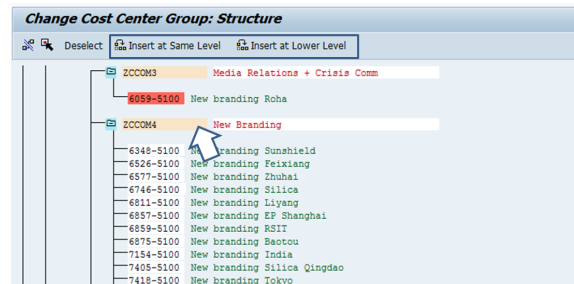 Change Cost Center Group: Structure
Deselect Insert at Same Level Insert at Lower Level
ZCCOM3 Media Relations + Crisis Comm
6059-5100 New branding Roha
ZCCOM4 New Branding
6348-5100 New branding Sunshield
6526-5100 New branding Feixiang
6577-5100 New branding Zhuhai
6746-5100 New branding Silica
6811-5100 New branding Liyang
6857-5100 New branding EP Shanghai
6859-5100 New branding RSIT
6875-5100 New branding Baotou
7154-5100 New branding India
7405-5100 New branding Silica Qingdao
7418-5100 New branding Tokyo